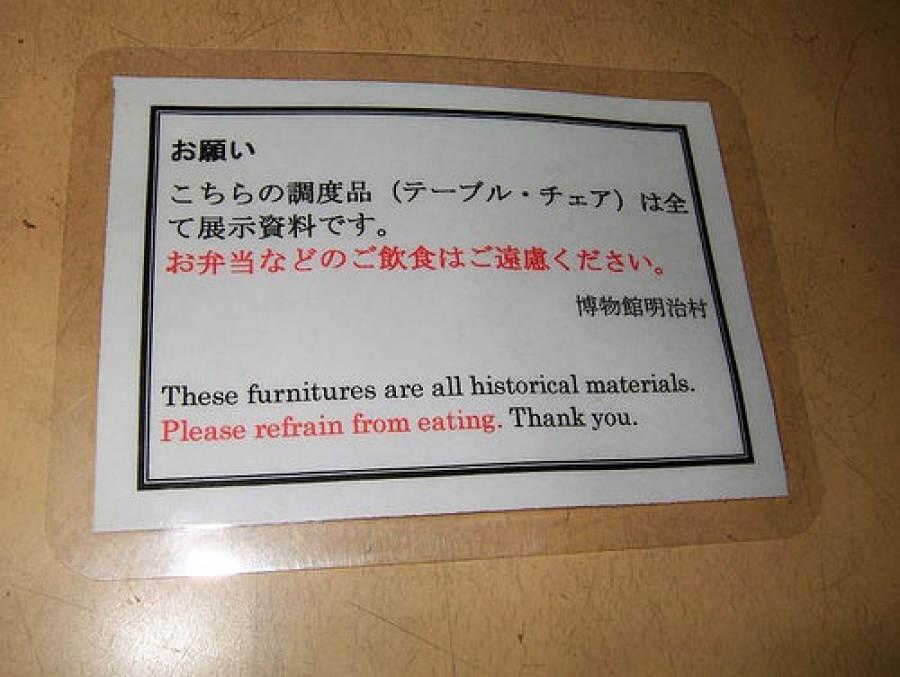 お願い
こちらの調度品（テーブル・チェア）は全
て展示資料です。
お弁当などのご飲食はご遠慮ください。
博物館明治村
These furnitures are all historical materials.
Please refrain from eating. Thank you.